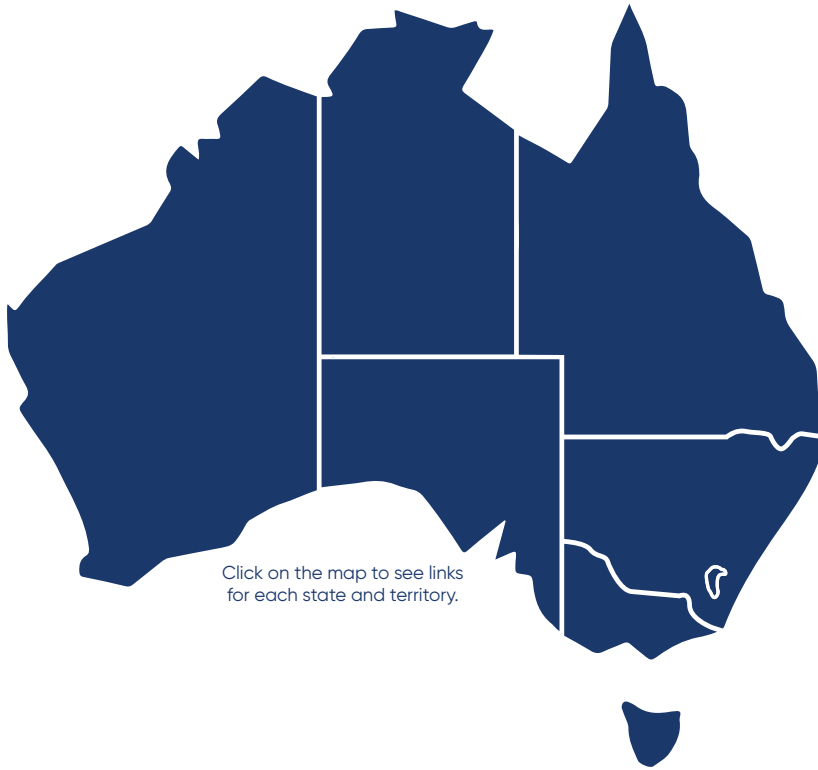 Click on the map to see links
for each state and territory.